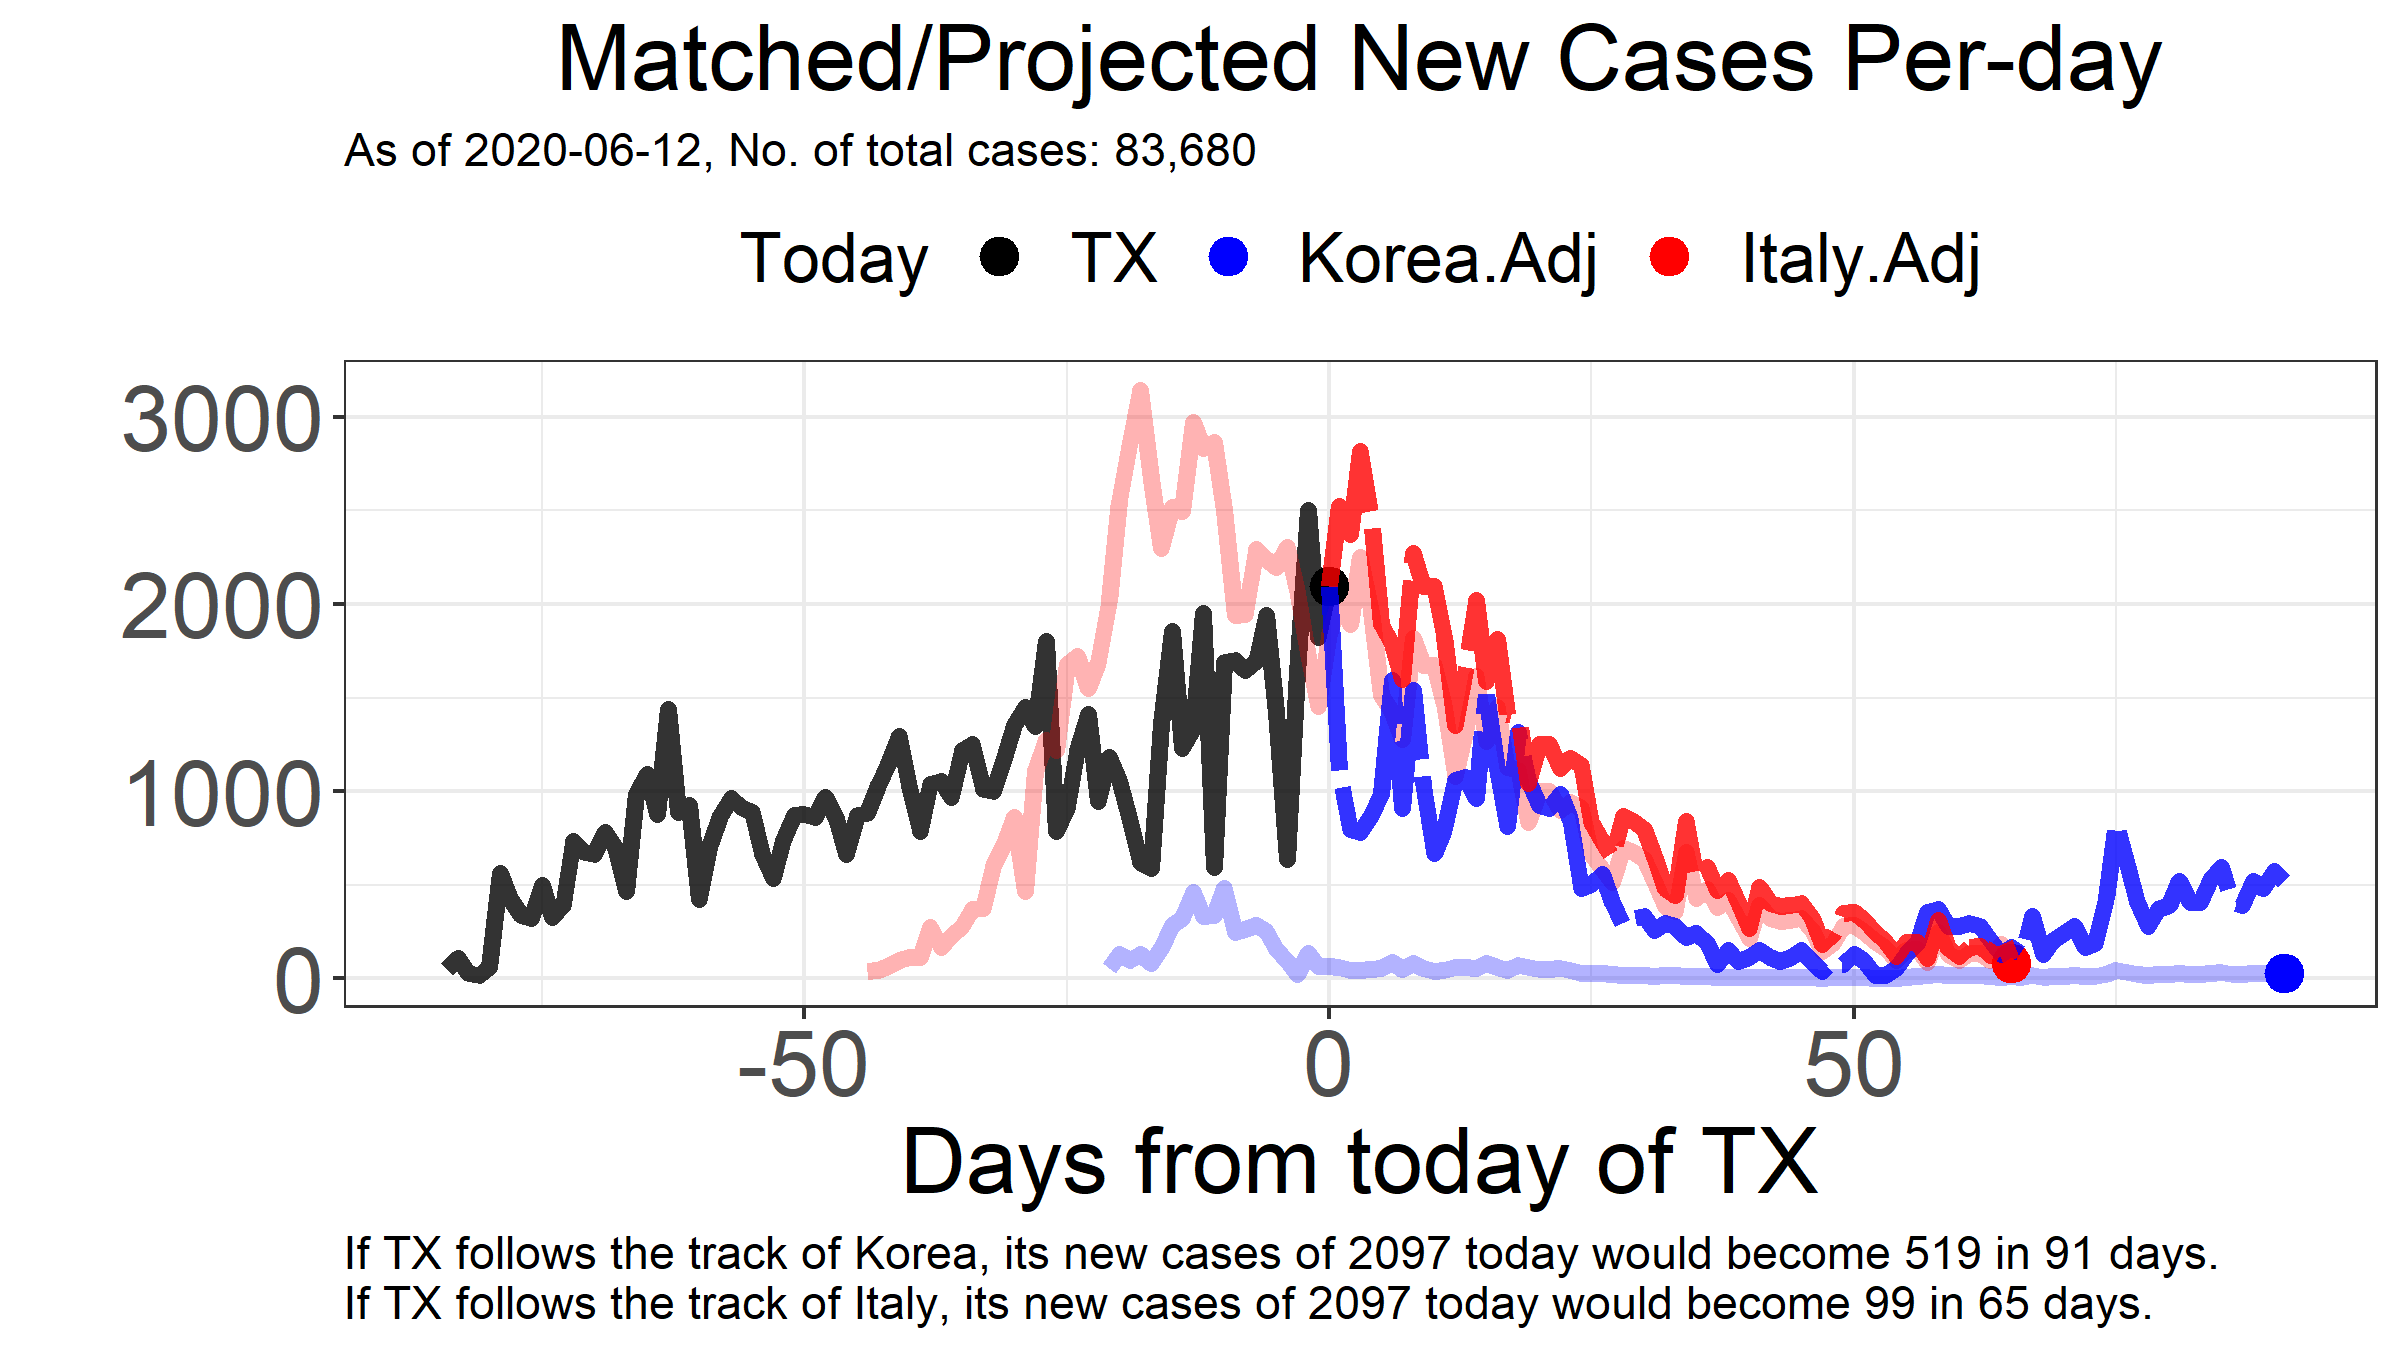 Matched/Projected New Cases Per-day
As of 2020-06-12, No. of total cases: 83,680
Today TX Korea.Adj Italy.Adj
3000
2000
1000
0
-50 0 50
Days from today of TX
If TX follows the track of Korea, its new cases of 2097 today would become 519 in 91 days.
If TX follows the track of Italy, its new cases of 2097 today would become 99 in 65 days.